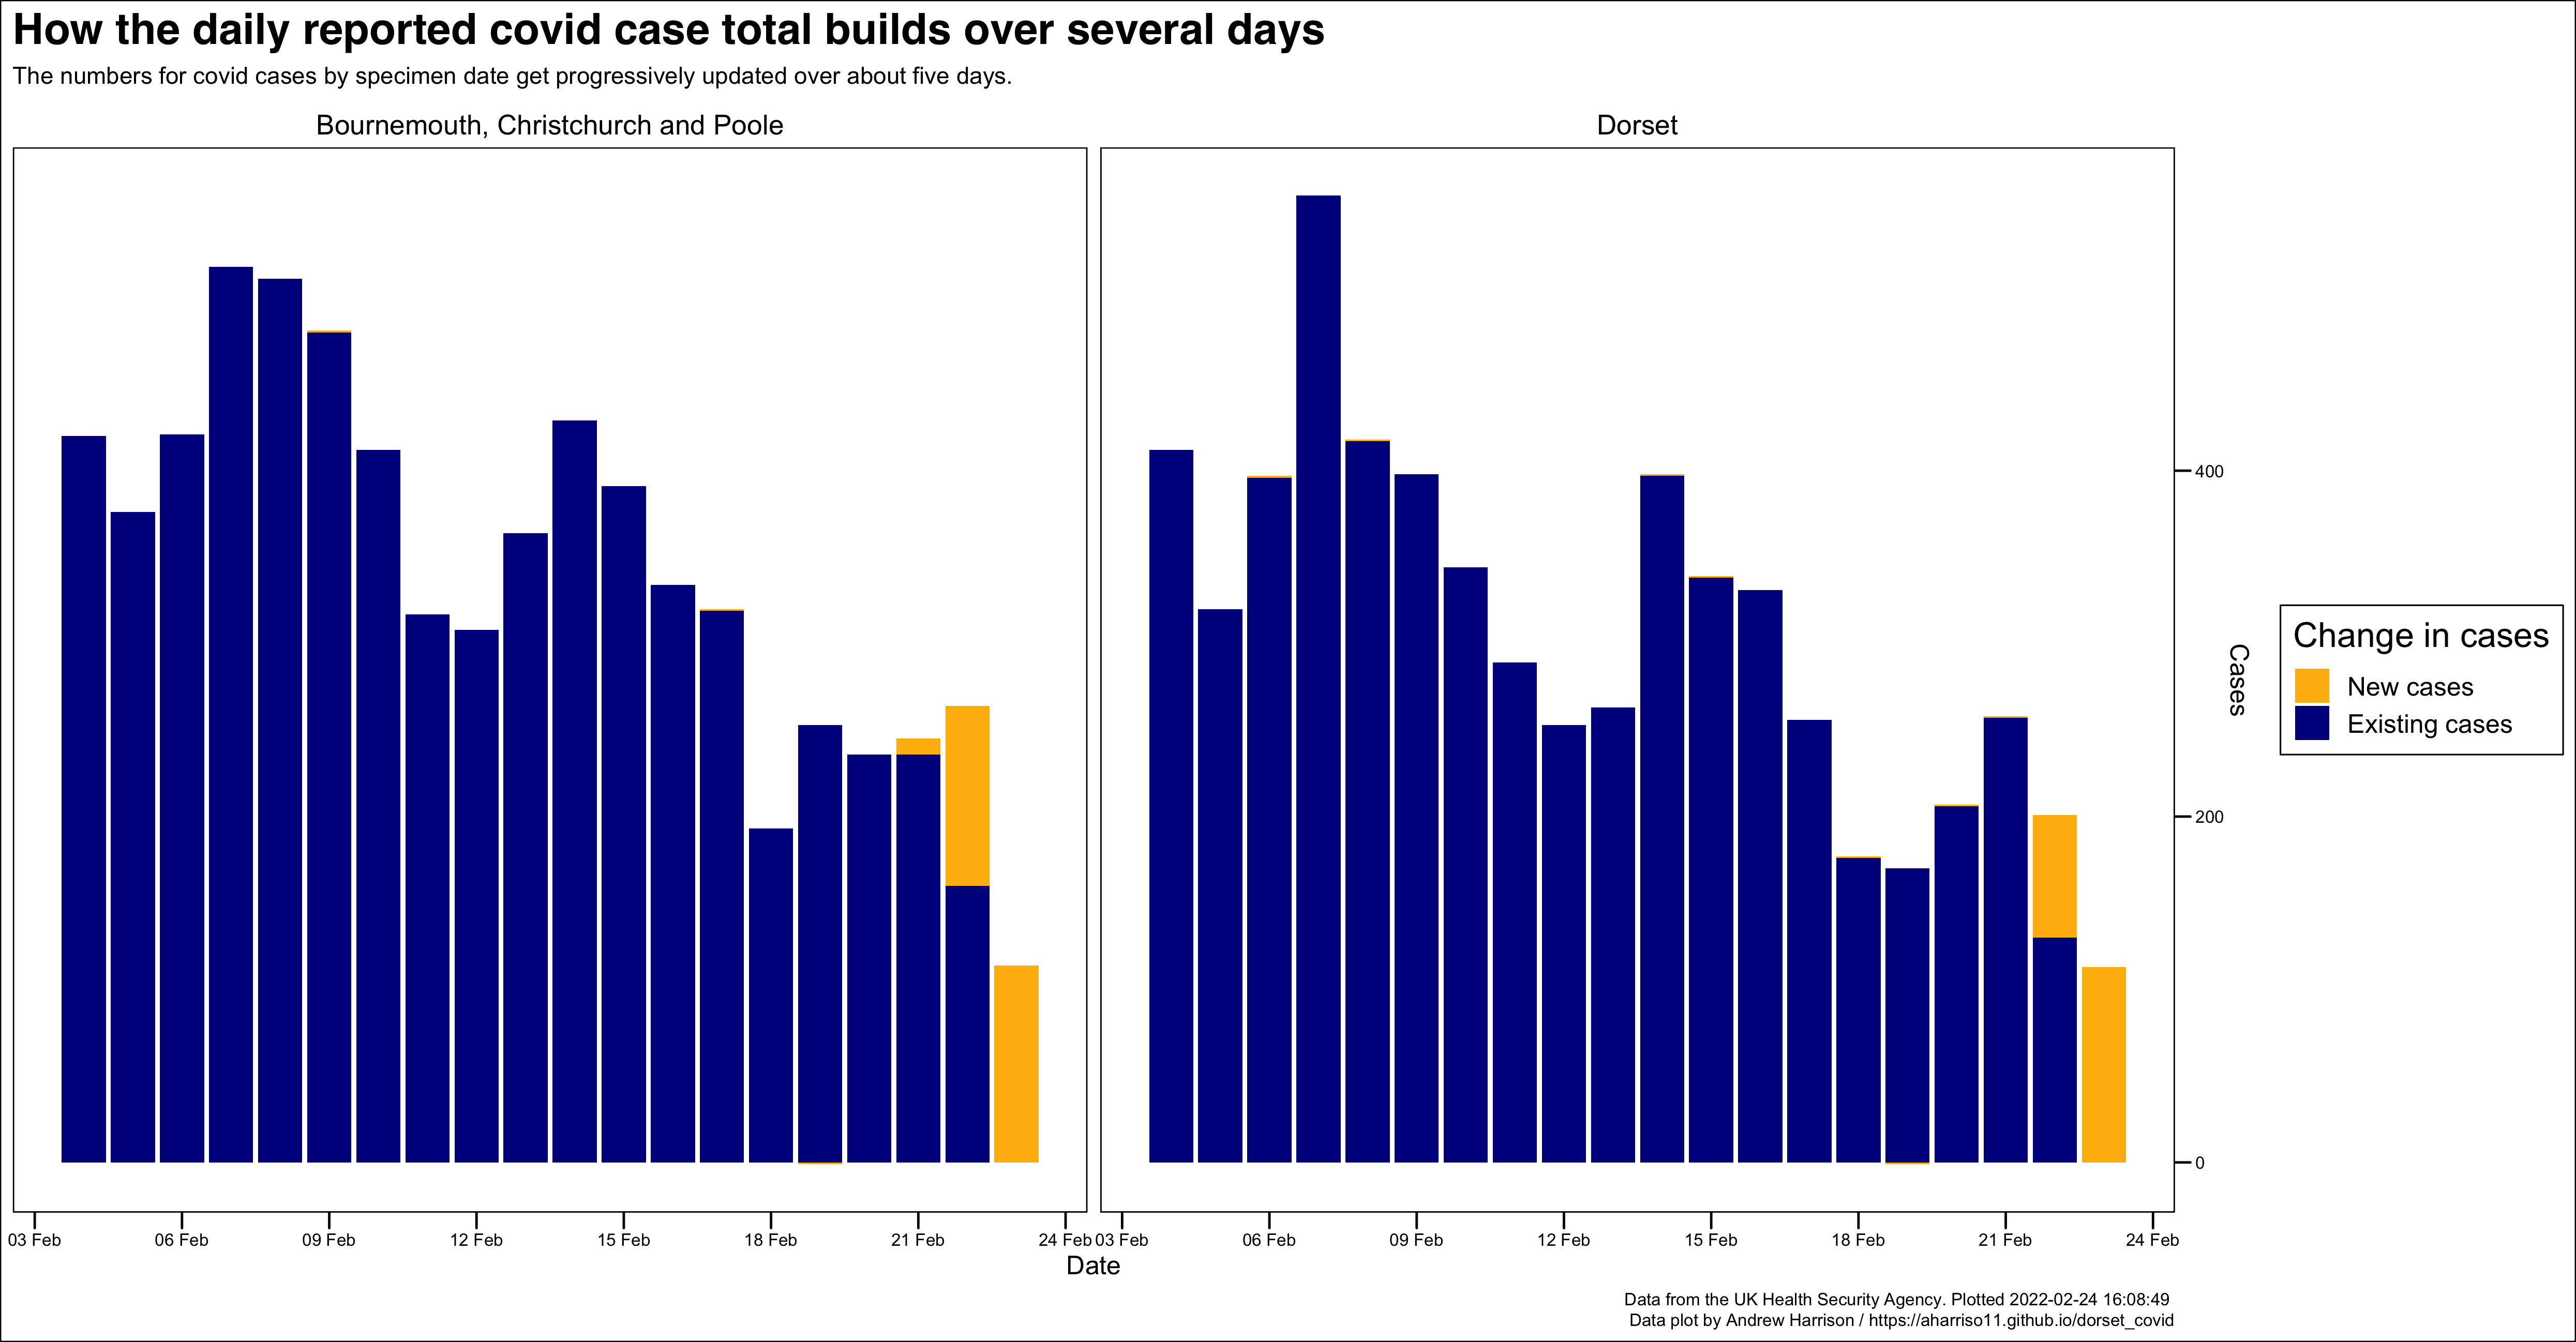 How the daily reported covid case total builds over several days
The numbers for covid cases by specimen date get progressively updated over about five days.
Bournemouth, Christchurch and Poole
Dorset
400
200
0
Cases
Change in cases
New cases
Existing cases
03 Feb 06 Feb 09 Feb 12 Feb 15 Feb 18 Feb 21 Feb 24 Feb 03 Feb 06 Feb 09 Feb 12 Feb 15 Feb 18 Feb 21 Feb 24 Feb
Date
Data from the UK Health Security Agency. Plotted 2022-02-24 16:08:49
Data plot by Andrew Harrison / https://aharriso11.github.io/dorset_covid